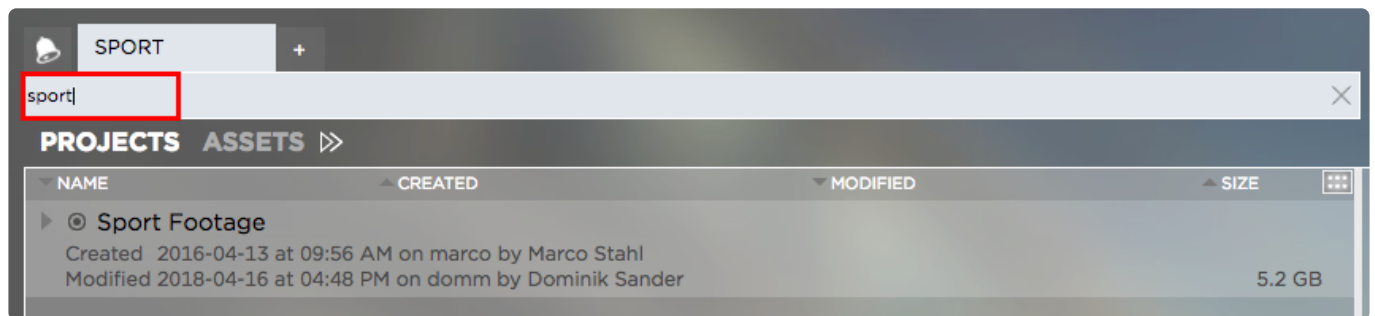 SPORT +
sport
PROJECTS ASSETS
NAME CREATED MODIFIED SIZE
Sport Footage
Created 2016-04-13 at 09:56 AM on marco by Marco Stahl
Modified 2018-04-16 at 04:48 PM on domm by Dominik Sander 5.2 GB